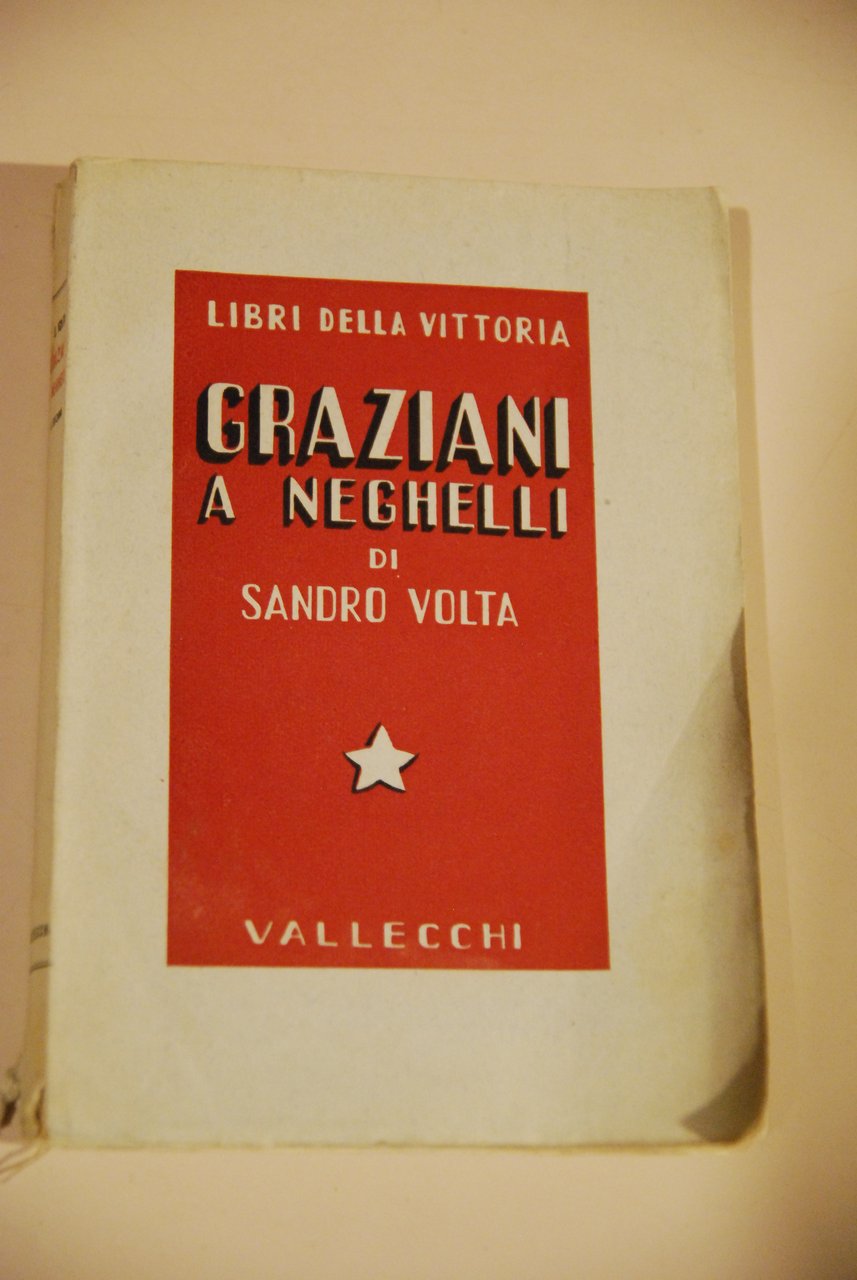 LIBRI DELLA VITTORIA
GRAZIANI
A NEGHELLI
DI
SANDRO VOLTA
VALLECCHI